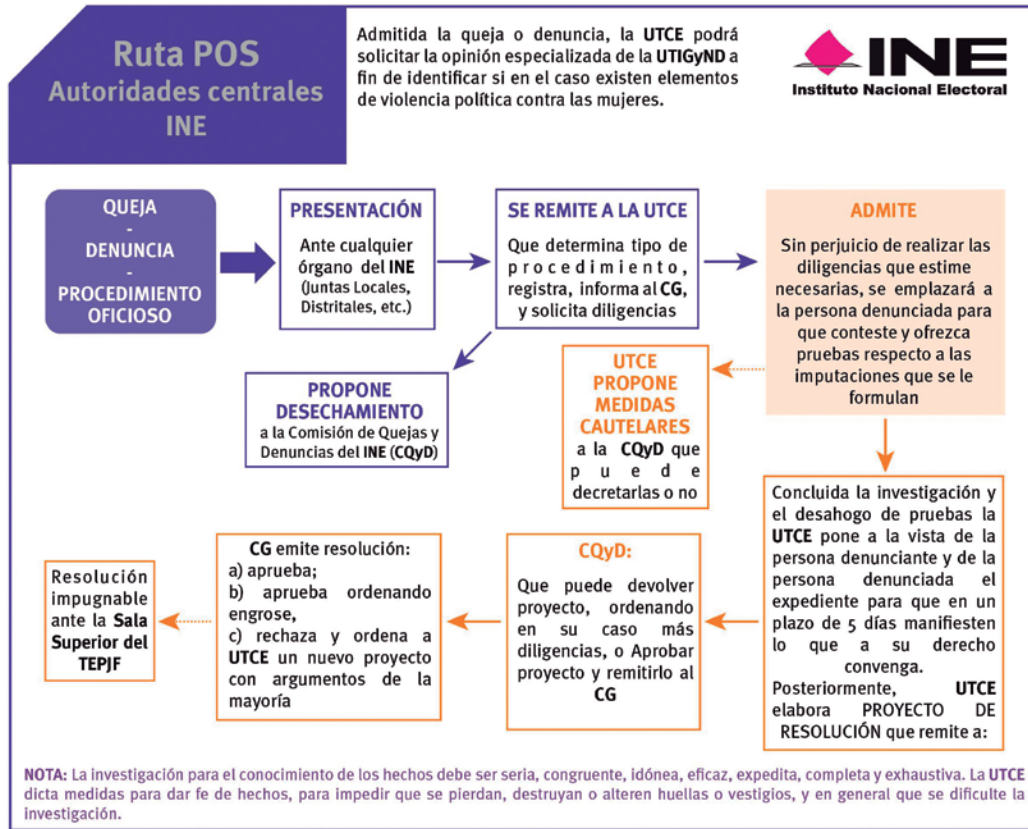 Ruta POS
Autoridades centrales
INE
Admitida la queja o denuncia, la UTCE podrá
solicitar la opinión especializada de la UTIGyND a
fin de identificar si en el caso existen elementos
de violencia política contra las mujeres.
INE
Instituto Nacional Electoral
QUEJA
-
DENUNCIA
-
PROCEDIMIENTO
OFICIOSO
PRESENTACIÓN
Ante cualquier
órgano del INE
(Juntas Locales,
Distritales, etc.)
SE REMITE A LA UTCE
Que determina tipo de
procedimiento,
registra, informa al CG,
y solicita diligencias
ADMITE
Sin perjuicio de realizar las
diligencias que estime
necesarias, se emplazará a
la persona denunciada para
que conteste y ofrezca
pruebas respecto a las
imputaciones que se le
formulan
PROPONE
DESECHAMIENTO
a la Comisión de Quejas y
Denuncias del INE (CQyD)
UTCE
PROPONE
MEDIDAS
CAUTELARES
a la CQyD que
puede
decretarlas o no
Concluida la investigación y
el desahogo de pruebas la
UTCE pone a la vista de la
persona denunciante y de la
persona denunciada el
expediente para que en un
plazo de 5 días manifiesten
lo que a su derecho
convenga.
Posteriormente, UTCE
elabora PROYECTO DE
RESOLUCIÓN que remite a:
CQyD:
Que puede devolver
proyecto, ordenando
en su caso más
diligencias, o Aprobar
proyecto y remitirlo al
CG
CG emite resolución:
a) aprueba;
b) aprueba ordenando
engrose,
c) rechaza y ordena a
UTCE un nuevo proyecto
con argumentos de la
mayoría
Resolución
impugnable
ante la Sala
Superior del
TEPJF
NOTA: La investigación para el conocimiento de los hechos debe ser seria, congruente, idónea, eficaz, expedita, completa y exhaustiva. La UTCE
dicta medidas para dar fe de hechos, para impedir que se pierdan, destruyan o alteren huellas o vestigios, y en general que se dificulte la
investigación.